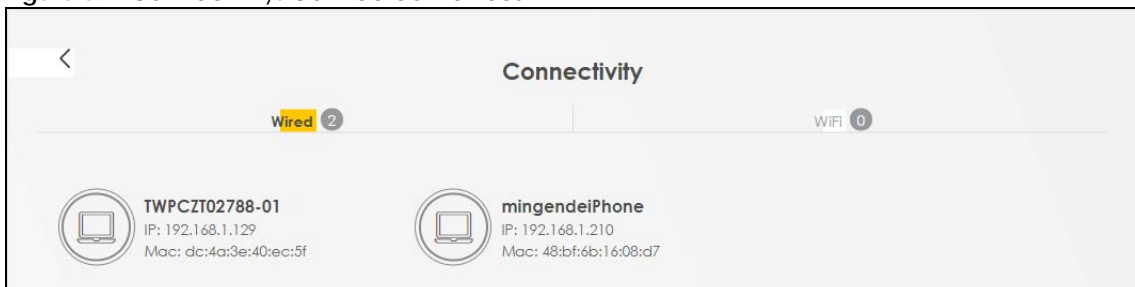 Connectivity
Wired 2
WiFi 0
TWPCZT02788-01
IP: 192.168.1.129
Mac: dc:4a:3e:40:ec:5f
mingendeiPhone
IP: 192.168.1.210
Mac: 48:bf:6b:16:08:d7